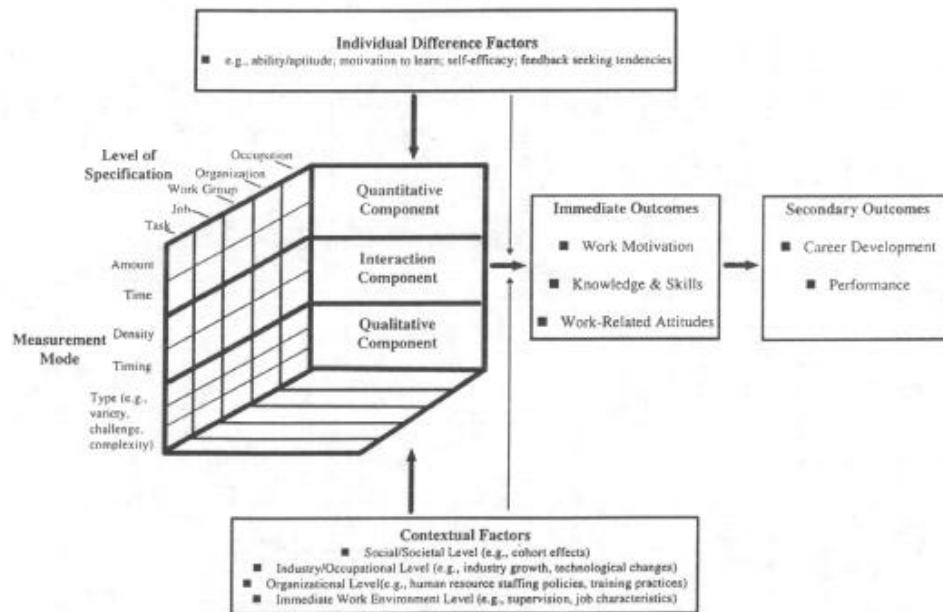 Individual Difference Factors
■ e.g., ability/aptitude; motivation to learn; self-efficacy; feedback seeking tendencies
Level of
Specification
Occupation
Organization
Work Group
Job
Task
Amount
Time
Measurement
Mode
Density
Timing
Type (e.g.,
variety,
challenge,
complexity)
Quantitative
Component
Interaction
Component
Qualitative
Component
Immediate Outcomes
■ Work Motivation
■ Knowledge & Skills
■ Work-Related Attitudes
Secondary Outcomes
■ Career Development
■ Performance
Contextual Factors
■ Social/Societal Level (e.g., cohort effects)
■ Industry/Occupational Level (e.g., industry growth, technological changes)
■ Organizational Level(e.g., human resource staffing policies, training practices)
■ Immediate Work Environment Level (e.g., supervision, job characteristics)